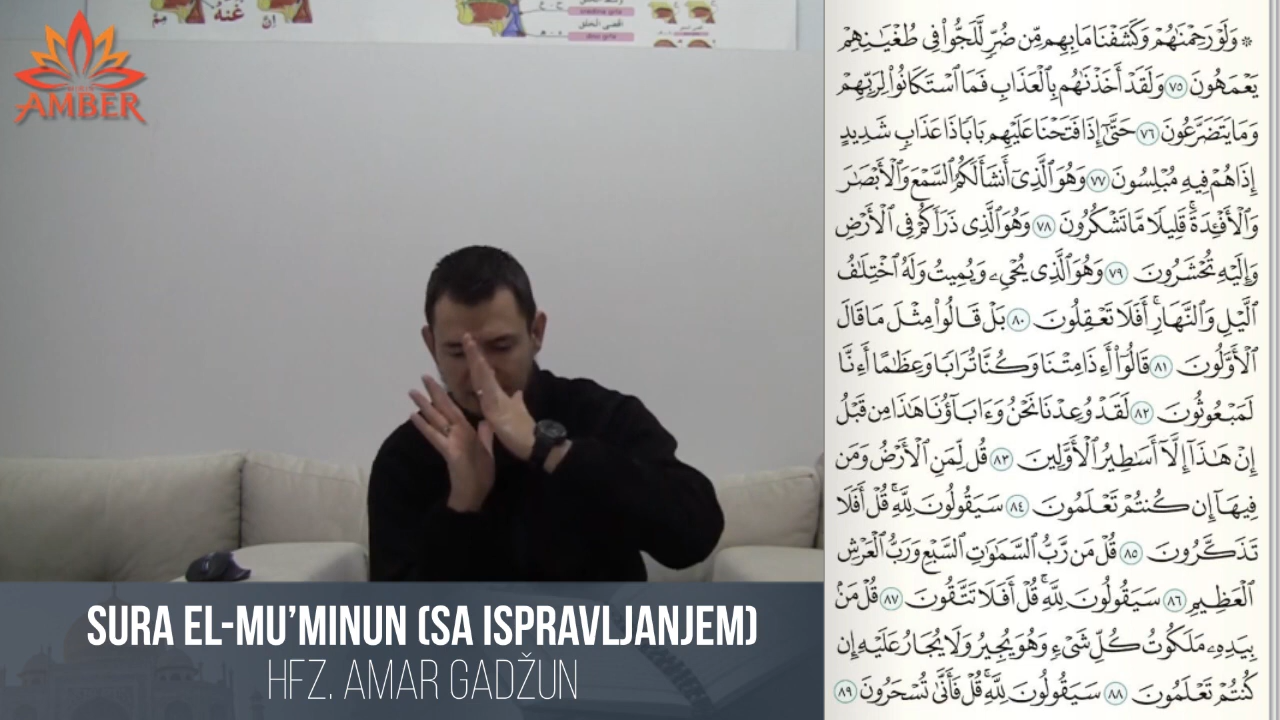 مِنْ
غُنَّة
إِنَّ
أقصى الحلق
AMBER
۞ وَلَوْ رَحِمْنَٰهُمْ وَكَشَفْنَا مَا بِهِم مِّن ضُرٍّ لَّلَجُّوا۟ فِى طُغْيَٰنِهِمْ
يَعْمَهُونَ ٧٥ وَلَقَدْ أَخَذْنَٰهُم بِٱلْعَذَابِ فَمَا ٱسْتَكَانُوا۟ لِرَبِّهِمْ
وَمَا يَتَضَرَّعُونَ ٧٦ حَتَّىٰٓ إِذَا فَتَحْنَا عَلَيْهِم بَابًا ذَا عَذَابٍ شَدِيدٍ
إِذَا هُمْ فِيهِ مُبْلِسُونَ ٧٧ وَهُوَ ٱلَّذِىٓ أَنشَأَ لَكُمُ ٱلسَّمْعَ وَٱلْأَبْصَٰرَ
وَٱلْأَفْـِٔدَةَ ۚ قَلِيلًا مَّا تَشْكُرُونَ ٧٨ وَهُوَ ٱلَّذِى ذَرَأَكُمْ فِى ٱلْأَرْضِ
وَإِلَيْهِ تُحْشَرُونَ ٧٩ وَهُوَ ٱلَّذِى يُحْىِۦ وَيُمِيتُ وَلَهُ ٱخْتِلَٰفُ
ٱلَّيْلِ وَٱلنَّهَارِ ۚ أَفَلَا تَعْقِلُونَ ٨٠ بَلْ قَالُوا۟ مِثْلَ مَا قَالَ
ٱلْأَوَّلُونَ ٨١ قَالُوٓا۟ أَءِذَا مِتْنَا وَكُنَّا تُرَابًا وَعِظَٰمًا أَءِنَّا
لَمَبْعُوثُونَ ٨٢ لَقَدْ وُعِدْنَا نَحْنُ وَءَابَآؤُنَا هَٰذَا مِن قَبْلُ
إِنْ هَٰذَآ إِلَّآ أَسَٰطِيرُ ٱلْأَوَّلِينَ ٨٣ قُل لِّمَنِ ٱلْأَرْضُ وَمَن
فِيهَآ إِن كُنتُمْ تَعْلَمُونَ ٨٤ سَيَقُولُونَ لِلَّهِ ۚ قُلْ أَفَلَا
تَذَكَّرُونَ ٨٥ قُلْ مَن رَّبُّ ٱلسَّمَٰوَٰتِ ٱلسَّبْعِ وَرَبُّ ٱلْعَرْشِ
ٱلْعَظِيمِ ٨٦ سَيَقُولُونَ لِلَّهِ ۚ قُلْ أَفَلَا تَتَّقُونَ ٨٧ قُلْ مَنۢ
بِيَدِهِۦ مَلَكُوتُ كُلِّ شَىْءٍ وَهُوَ يُجِيرُ وَلَا يُجَارُ عَلَيْهِ إِن
كُنتُمْ تَعْلَمُونَ ٨٨ سَيَقُولُونَ لِلَّهِ ۚ قُلْ فَأَنَّىٰ تُسْحَرُونَ ٨٩
SURA EL-MU'MINUN (SA ISPRAVLJANJEM)
HFZ. AMAR GADŽUN